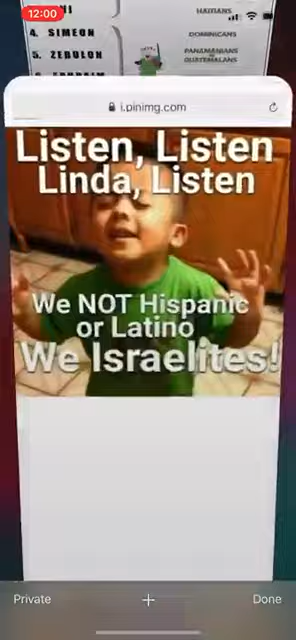 12:00
HAITIANS
4. SIMEON
DOMINICANS
5. ZEBULON
PANAMANIANS
GUATEMALANS
i.pinimg.com
Listen, Listen
Linda, Listen
We NOT Hispanic
or Latino
We Israelites!
Private
+
Done